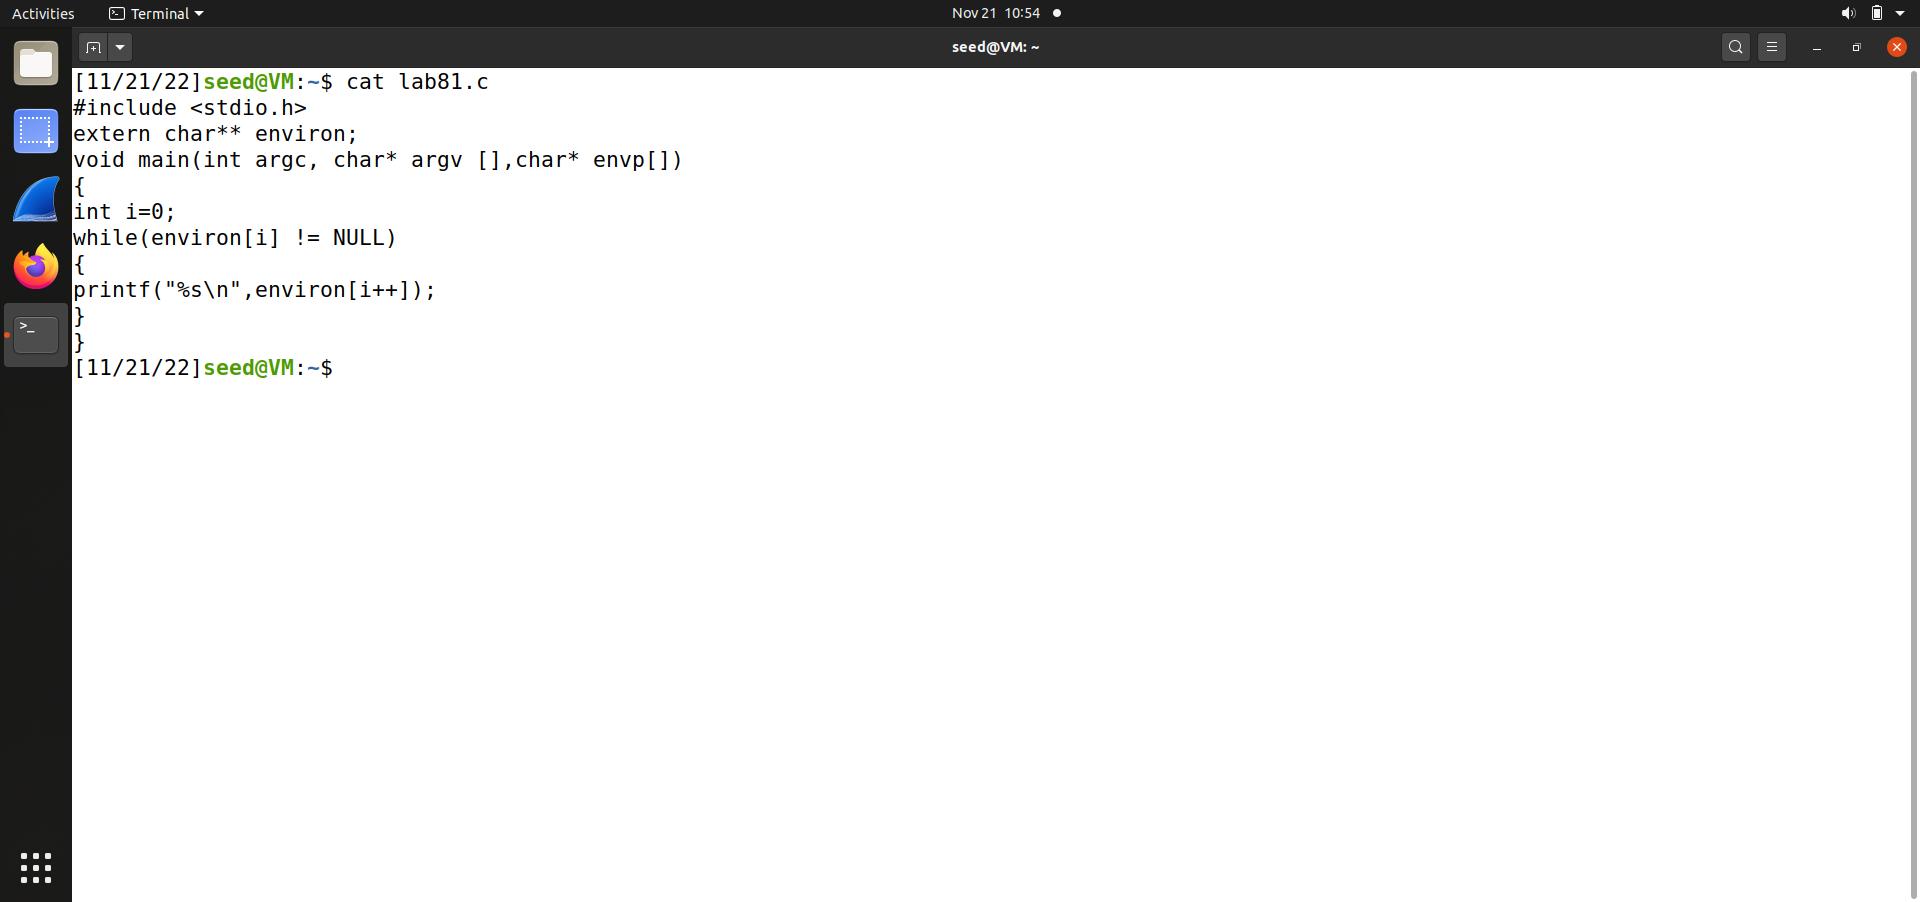 Activities
Terminal
Nov 21 10:54
seed@VM: ~
[11/21/22]seed@VM:~$ cat lab81.c
#include <stdio.h>
extern char** environ;
void main(int argc, char* argv [],char* envp[])
{
int i=0;
while(environ[i] != NULL)
{
printf("%s\n",environ[i++]);
}
}
[11/21/22]seed@VM:~$